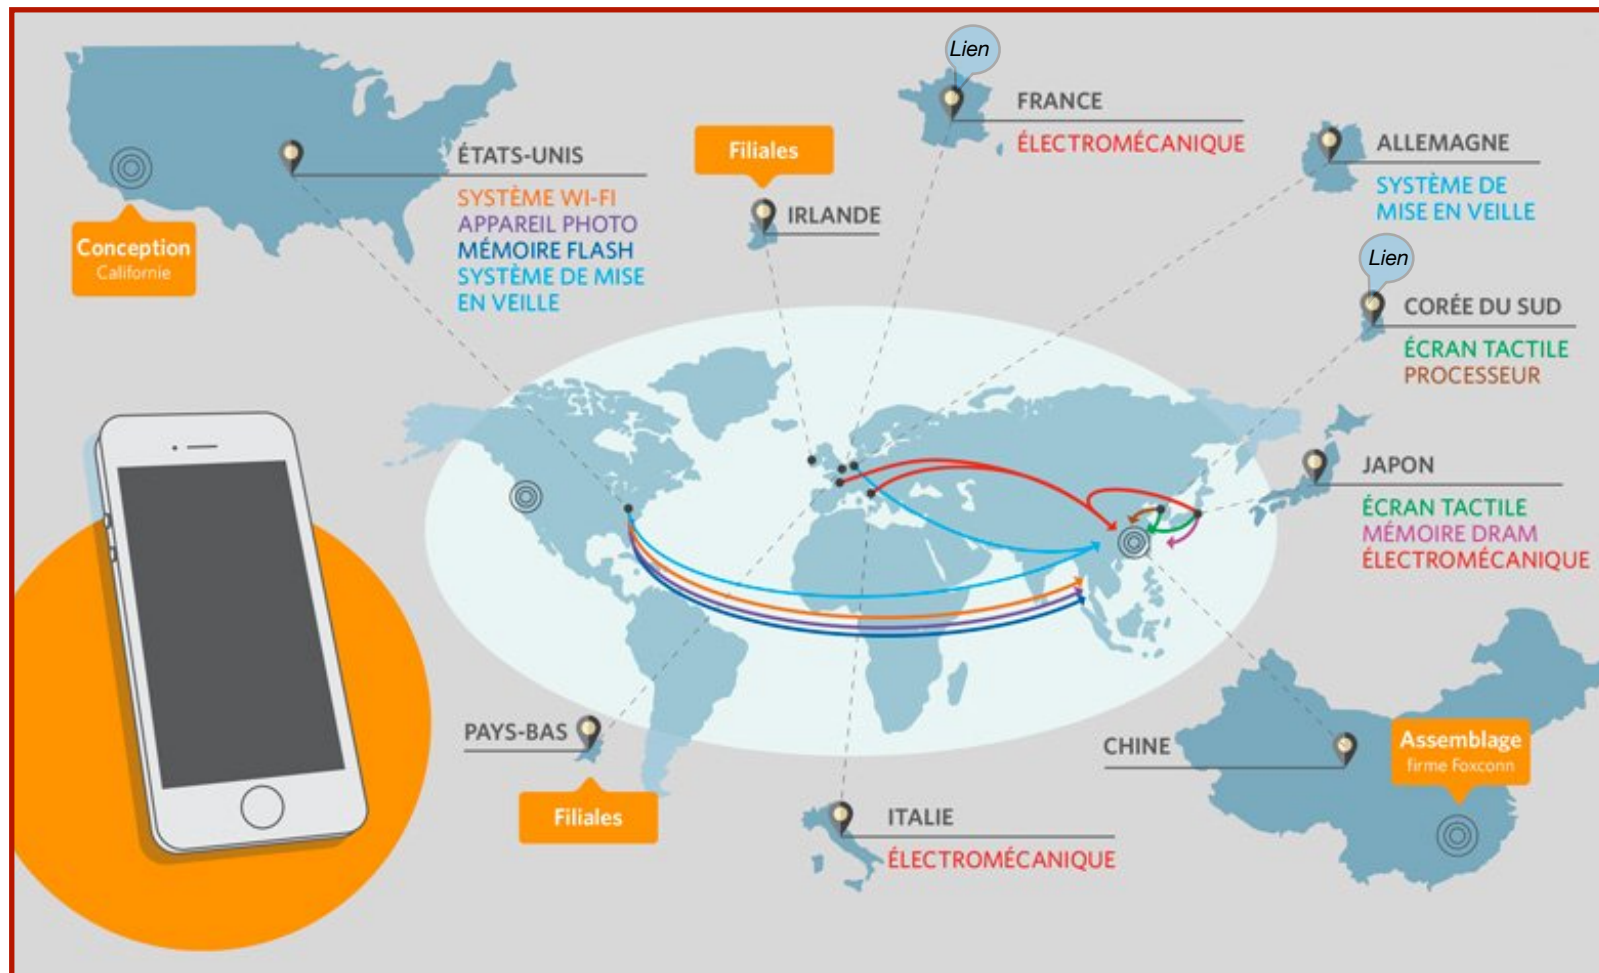 Lien
FRANCE
ÉLECTROMÉCANIQUE
ÉTATS-UNIS
SYSTÈME WI-FI
APPAREIL PHOTO
MÉMOIRE FLASH
SYSTÈME DE MISE
EN VEILLE
Conception
Californie
Filiales
IRLANDE
ALLEMAGNE
SYSTÈME DE
MISE EN VEILLE
Lien
CORÉE DU SUD
ÉCRAN TACTILE
PROCESSEUR
JAPON
ÉCRAN TACTILE
MÉMOIRE DRAM
ÉLECTROMÉCANIQUE
PAYS-BAS
Filiales
ITALIE
ÉLECTROMÉCANIQUE
CHINE
Assemblage
firme Foxconn